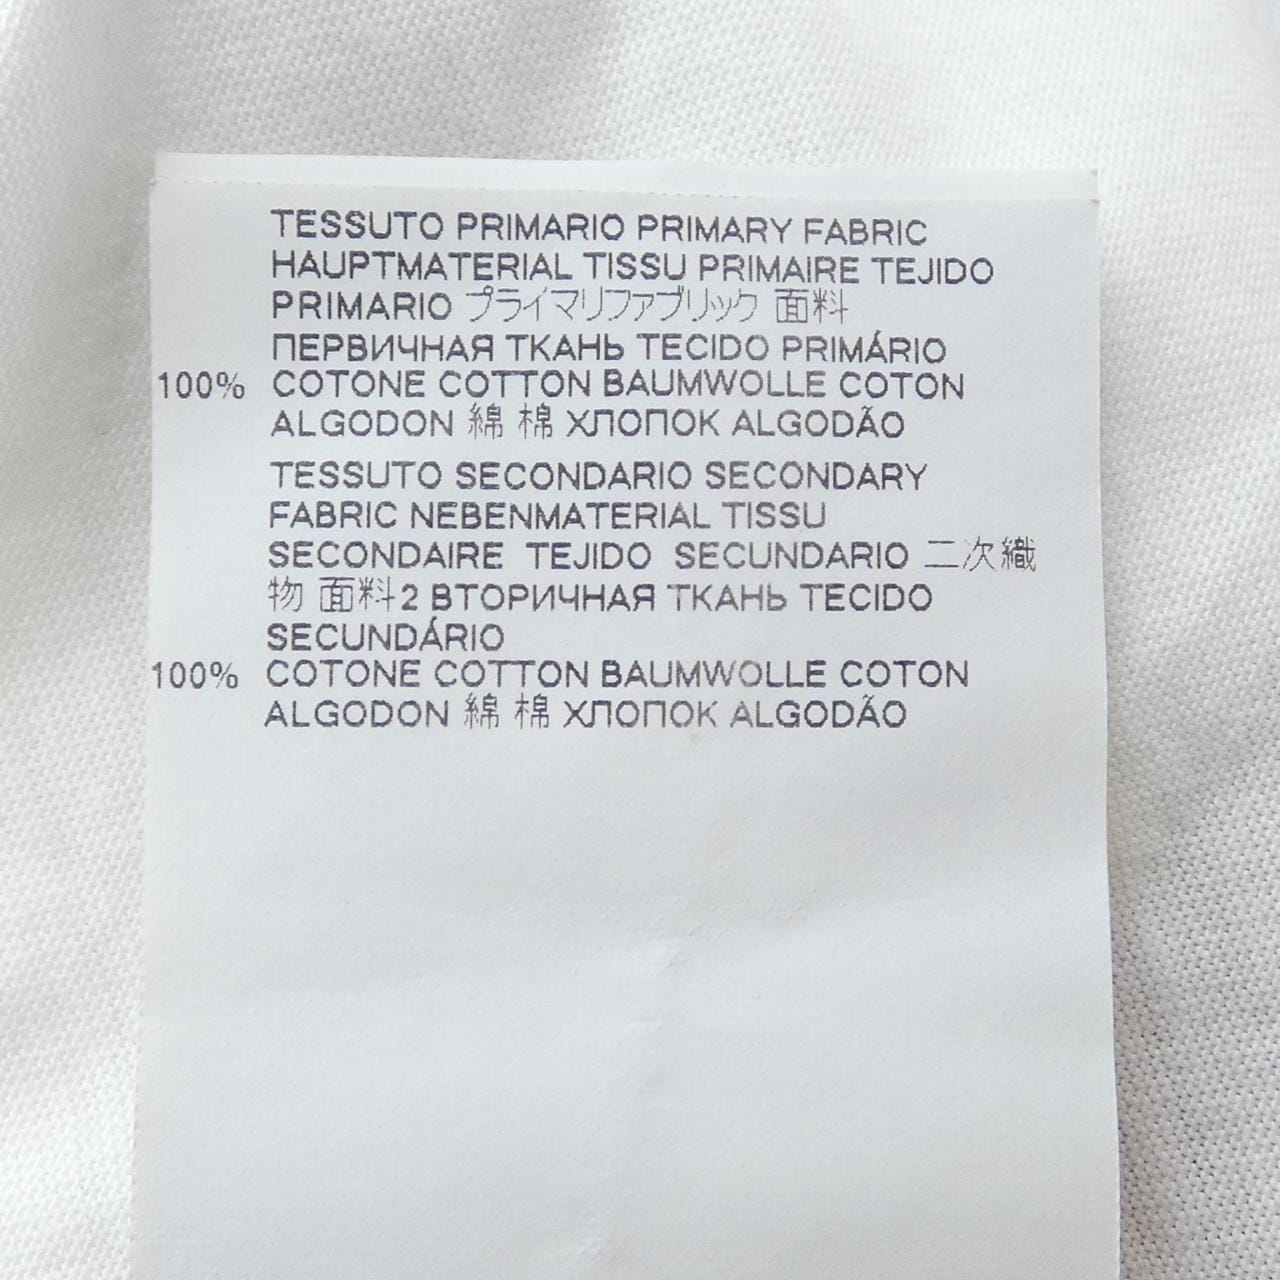 TESSUTO PRIMARIO PRIMARY FABRIC
HAUPTMATERIAL TISSU PRIMAIRE TEJIDO
PRIMARIO プライマリファブリック 面料
ПЕРВИЧНАЯ ТКАНЬ TECIDO PRIMÁRIO
100% COTONE COTTON BAUMWOLLE COTON
ALGODON 綿 棉 ХЛОПОК ALGODÃO
TESSUTO SECONDARIO SECONDARY
FABRIC NEBENMATERIAL TISSU
SECONDAIRE TEJIDO SECUNDARIO 二次織
物 面料2 ВТОРИЧНАЯ ТКАНЬ TECIDO
SECUNDÁRIO
100% COTONE COTTON BAUMWOLLE COTON
ALGODON 綿 棉 ХЛОПОК ALGODÃO